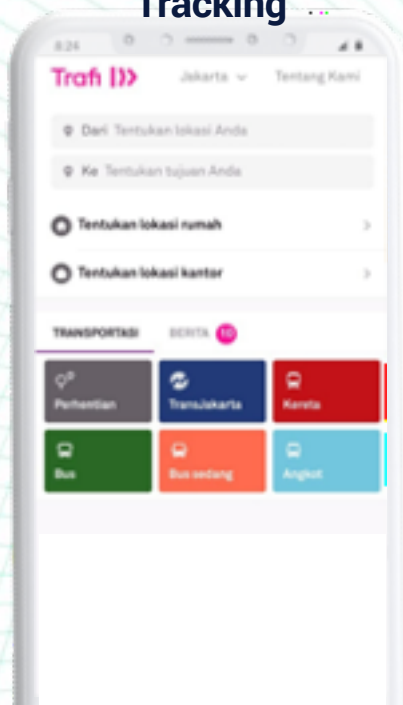 Tracking
8:24
Trafi
Jakarta
Tentang Kami
Dari Tentukan lokasi Anda
Ke Tentukan tujuan Anda
Tentukan lokasi rumah
Tentukan lokasi kantor
TRANSPORTASI
BERITA 10
Perhentian
TransJakarta
Kereta
Bus
Bus sedang
Angkot